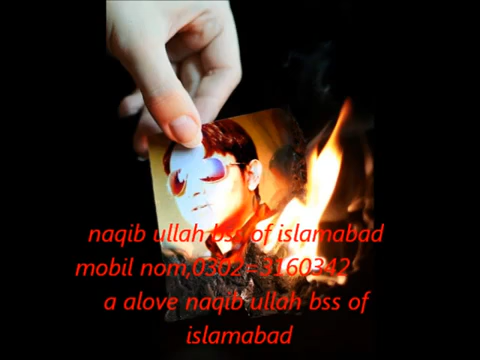 naqib ullah bss of islamabad
mobil nom,0302=3160342
a alove naqib ullah bss of
islamabad